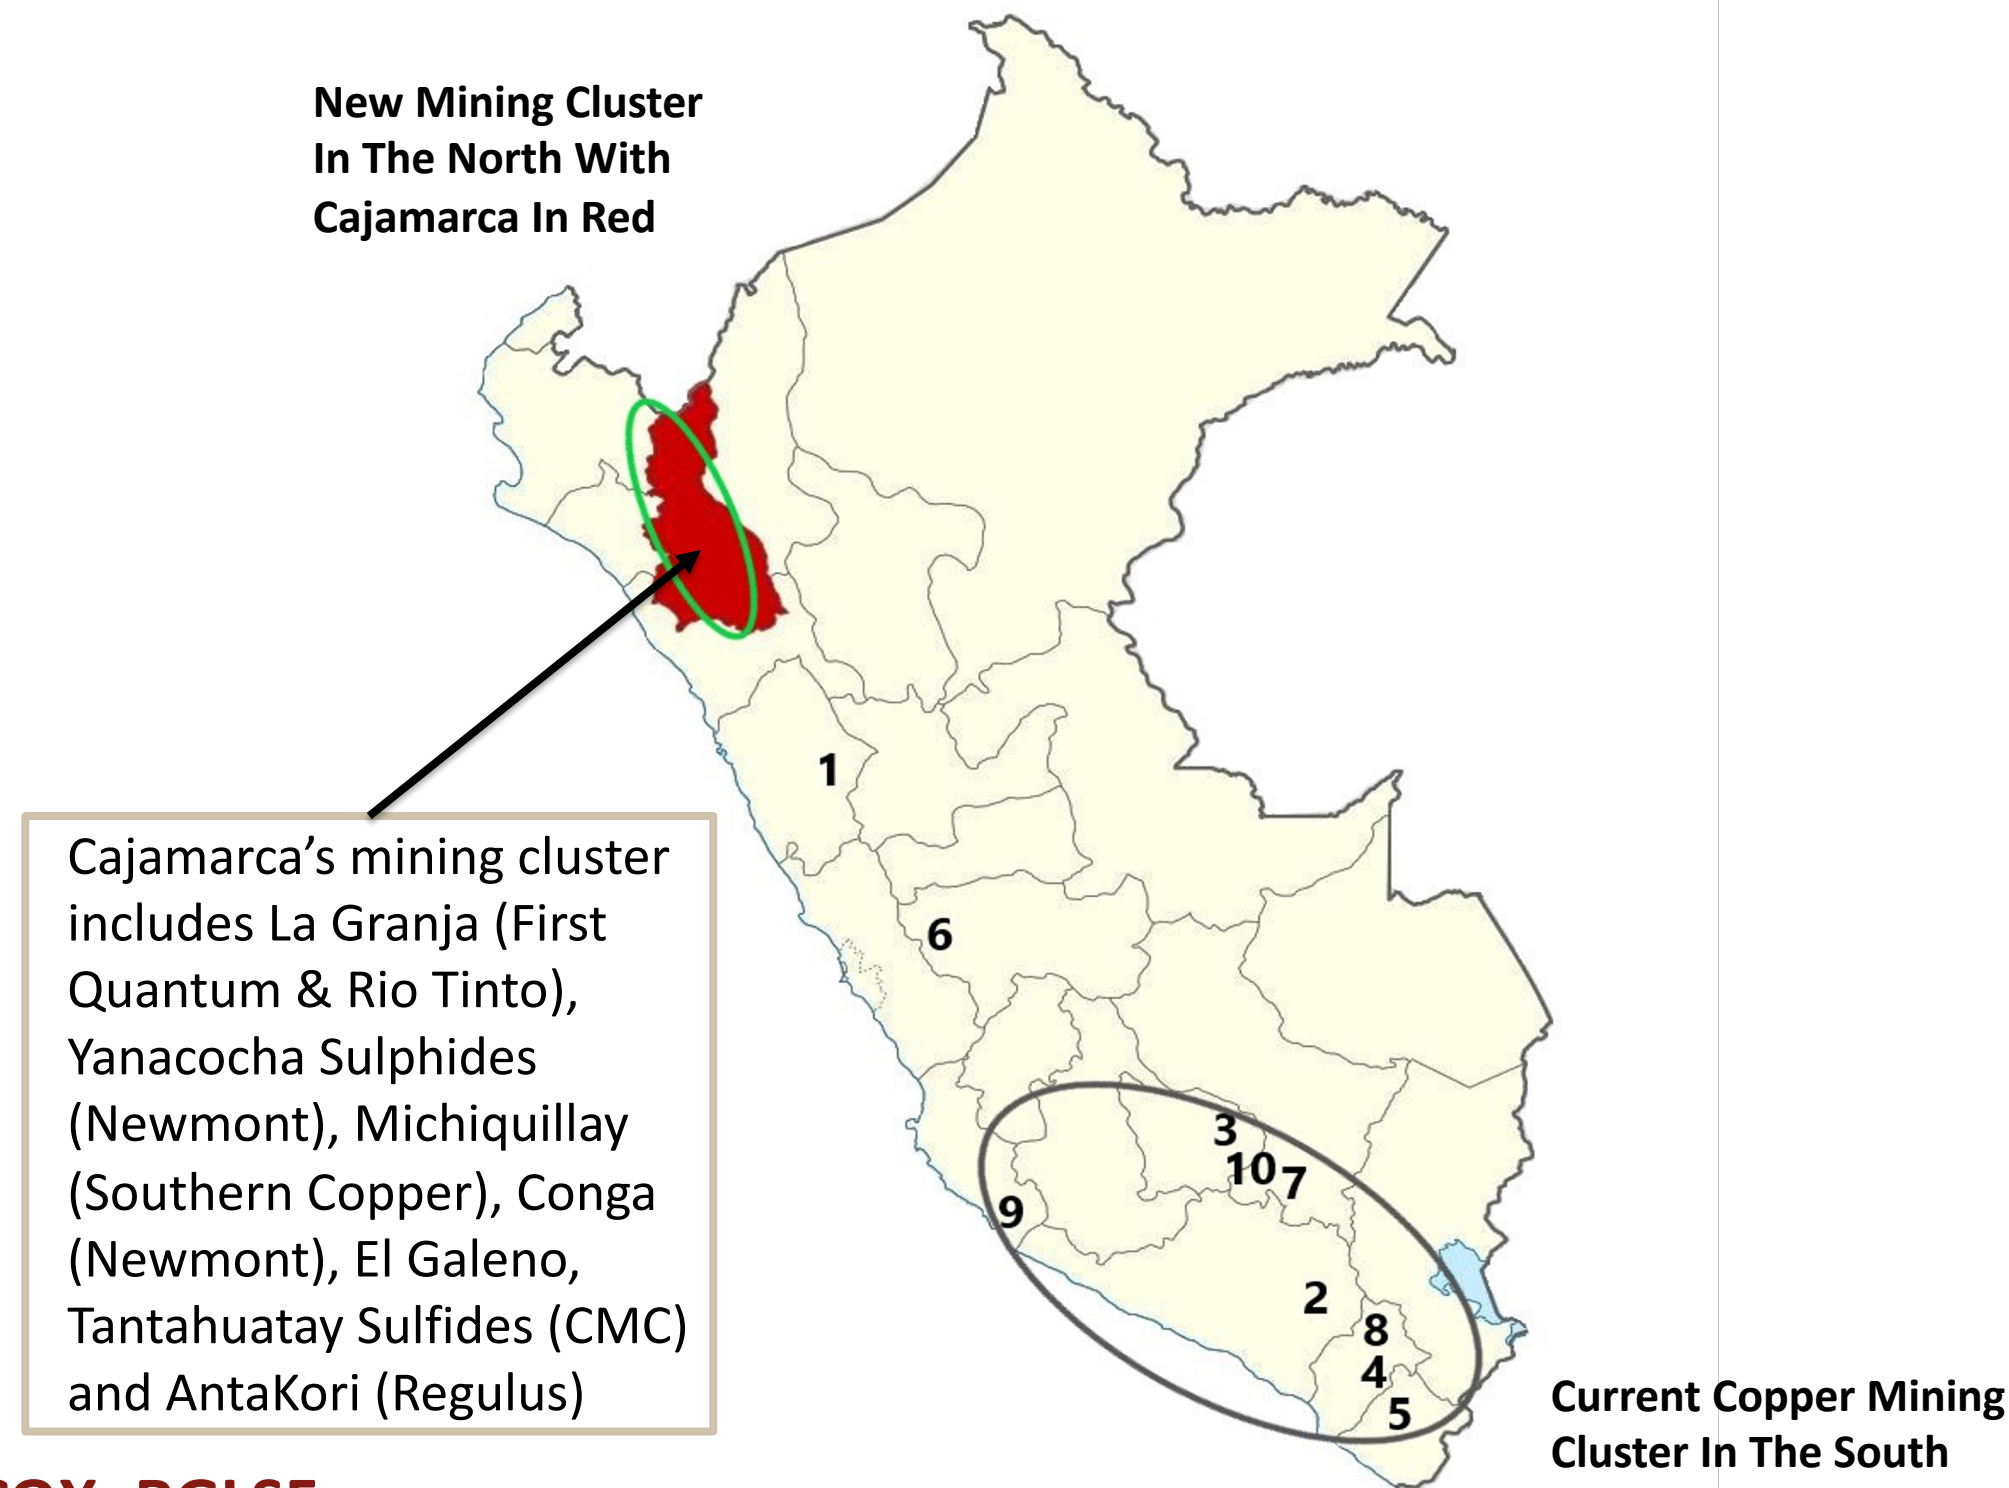 New Mining Cluster
In The North With
Cajamarca In Red
1
Cajamarca’s mining cluster
includes La Granja (First
Quantum & Rio Tinto),
Yanacocha Sulphides
(Newmont), Michiquillay
(Southern Copper), Conga
(Newmont), El Galeno,
Tantahuatay Sulfides (CMC)
and AntaKori (Regulus)
6
3
10
7
9
2
8
4
5
Current Copper Mining
Cluster In The South